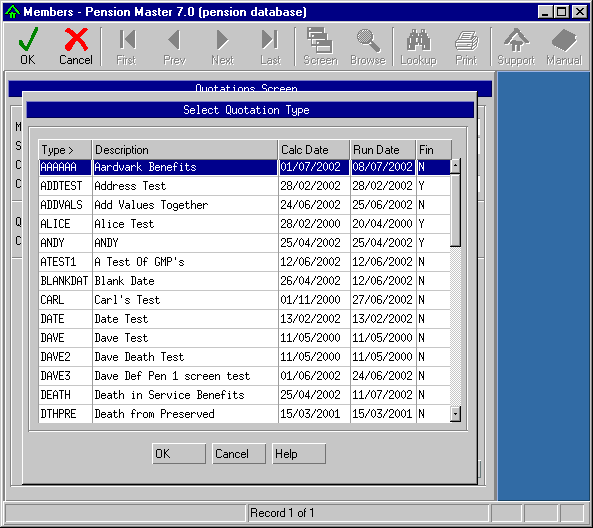 Members - Pension Master 7.0 (pension database)
OK Cancel First Prev Next Last Screen Browse Lookup Print Support Manual
Quotations Screen
Select Quotation Type
M
S
C
C
Q
C
Type > Description Calc Date Run Date Fin
AAAAAA Aardvark Benefits 01/07/2002 08/07/2002 N
ADDTEST Address Test 28/02/2002 28/02/2002 Y
ADDVALS Add Values Together 24/06/2002 25/06/2002 N
ALICE Alice Test 28/02/2000 20/04/2000 Y
ANDY ANDY 25/04/2002 25/04/2002 Y
ATEST1 A Test Of GMP's 12/06/2002 12/06/2002 N
BLANKDAT Blank Date 26/04/2002 12/06/2002 N
CARL Carl's Test 01/11/2000 27/06/2002 N
DATE Date Test 13/02/2002 13/02/2002 N
DAVE Dave Test 11/05/2000 11/05/2000 N
DAVE2 Dave Death Test 11/05/2000 11/05/2000 N
DAVE3 Dave Def Pen 1 screen test 01/06/2002 24/06/2002 N
DEATH Death in Service Benefits 25/04/2002 11/07/2002 N
DTHPRE Death from Preserved 15/03/2001 15/03/2001 N
OK Cancel Help
Record 1 of 1